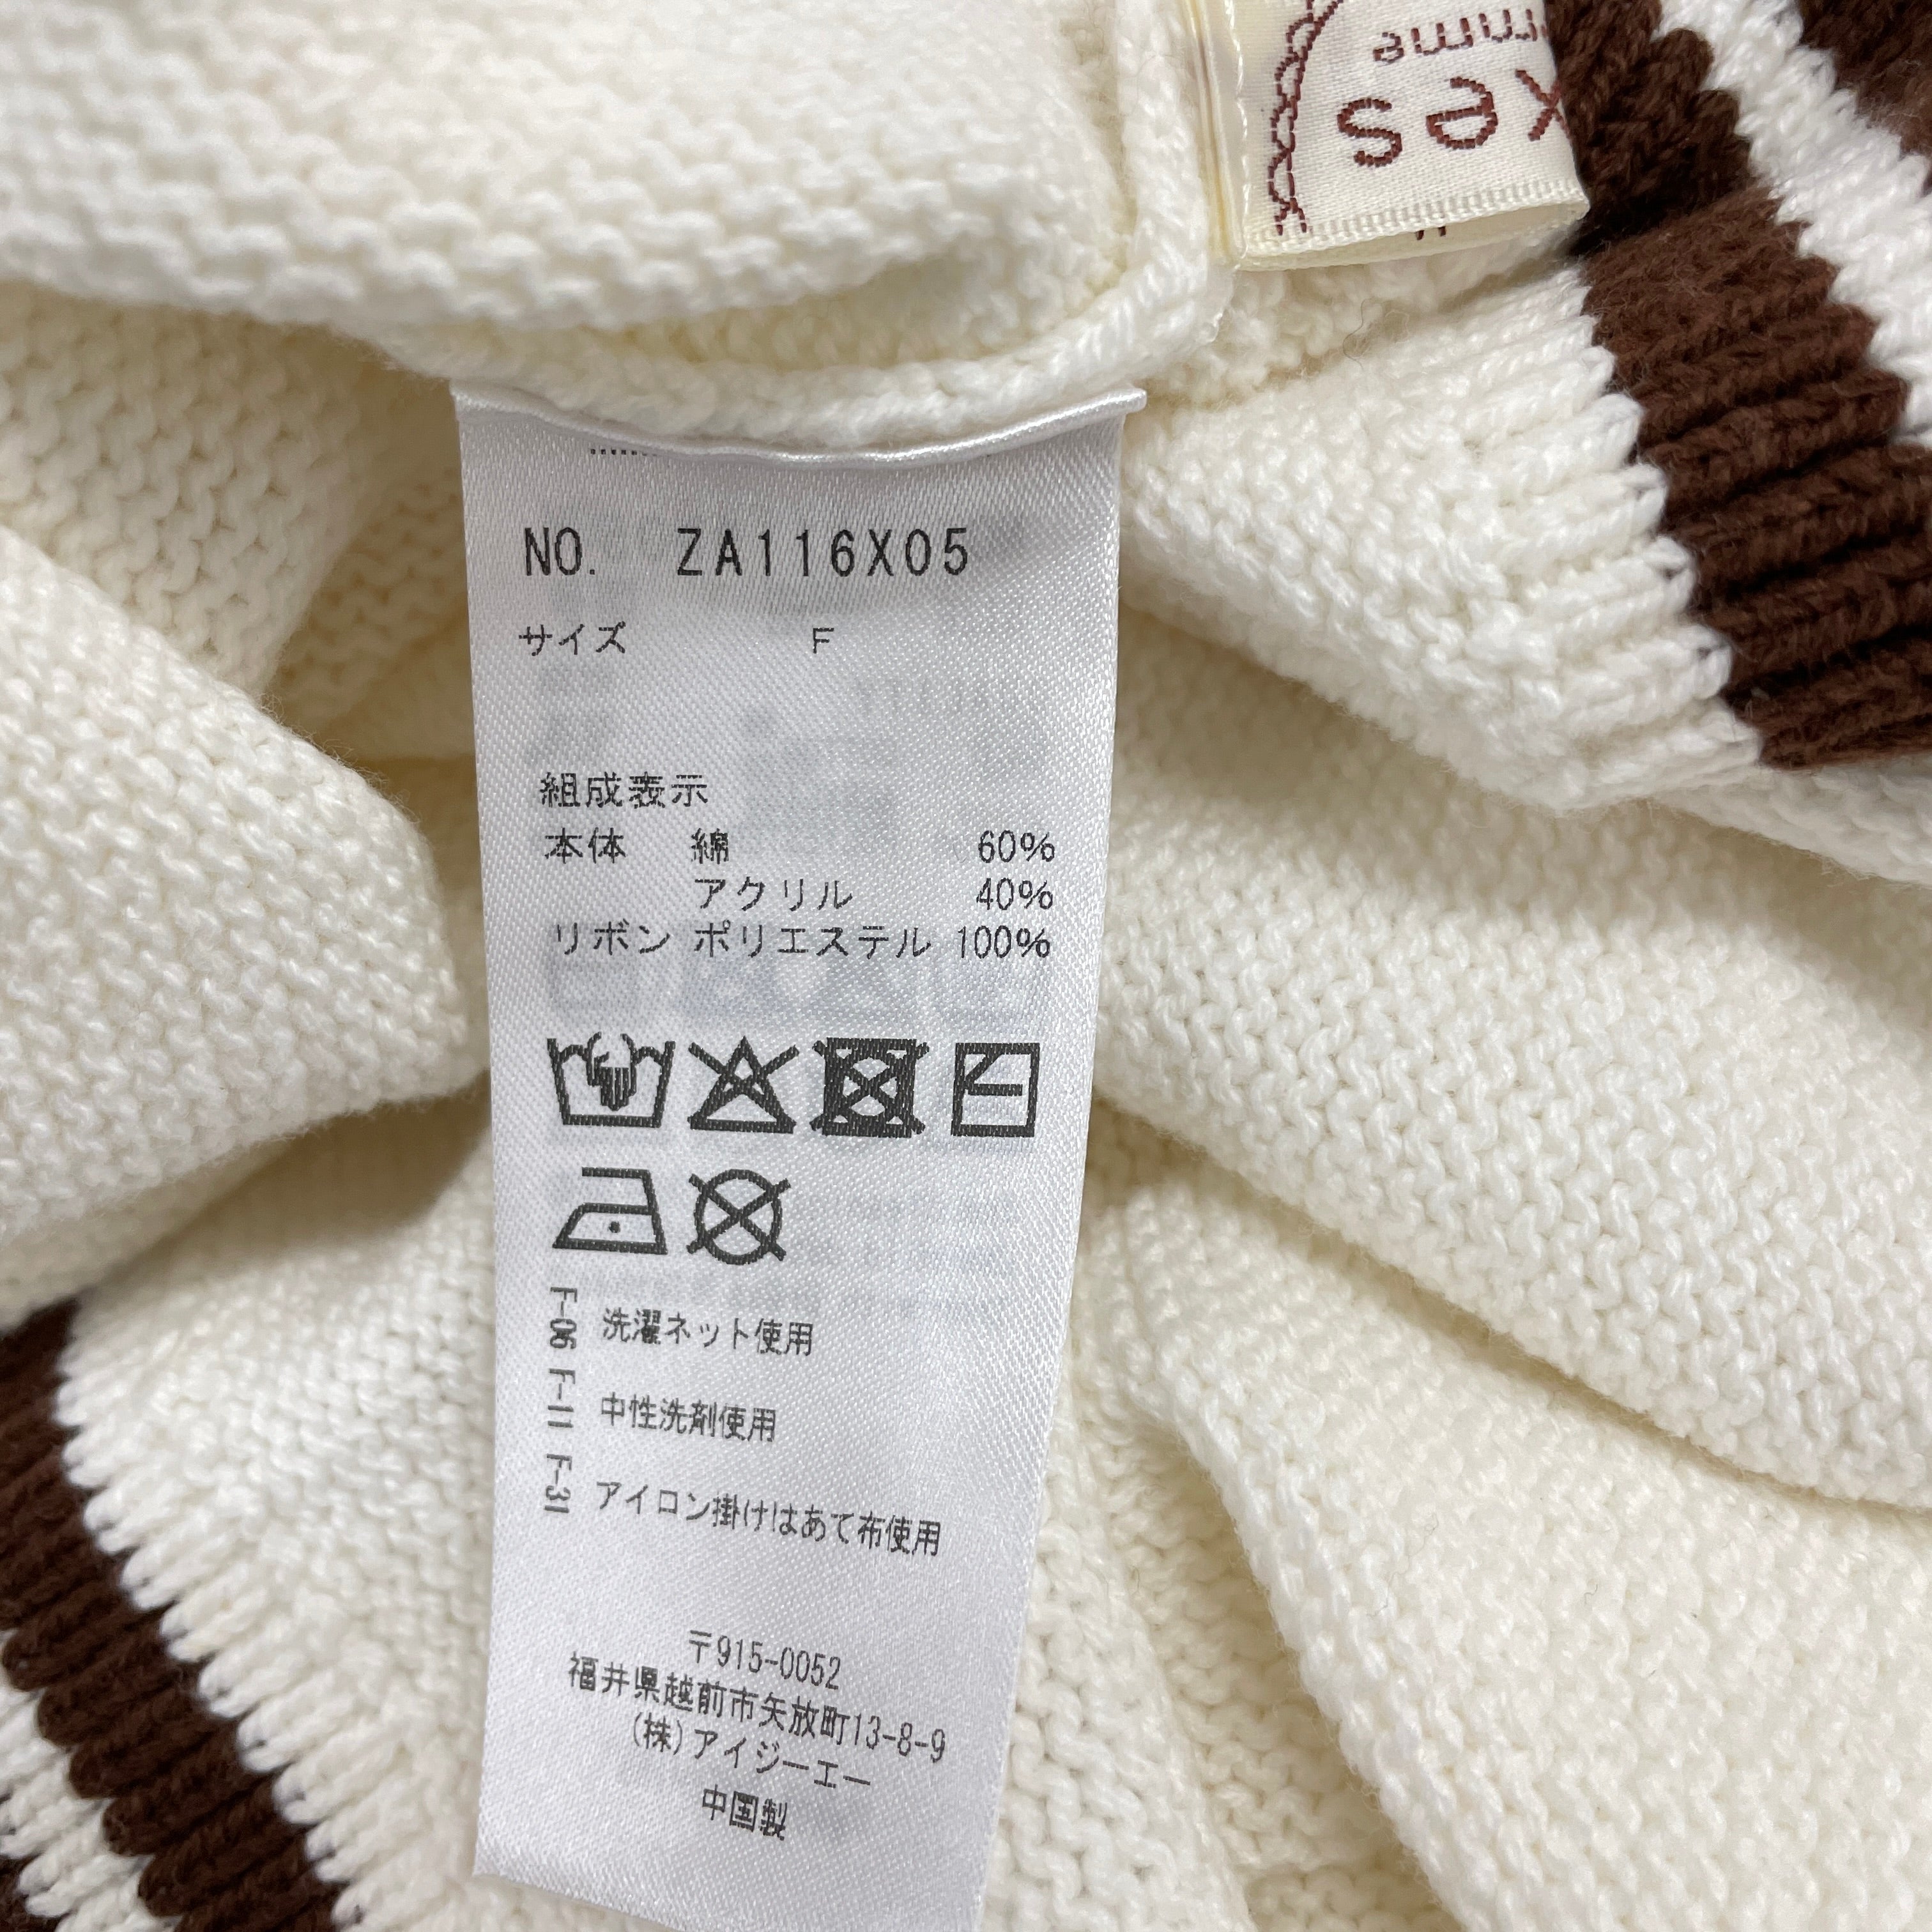 NO. ZA116X05
サイズ F
組成表示
本体 綿 60%
アクリル 40%
リボン ポリエステル 100%
F-06 洗濯ネット使用
F-11 中性洗剤使用
F-31 アイロン掛けはあて布使用
〒915-0052
福井県越前市矢放町13-8-9
(株)アイジーエー
中国製